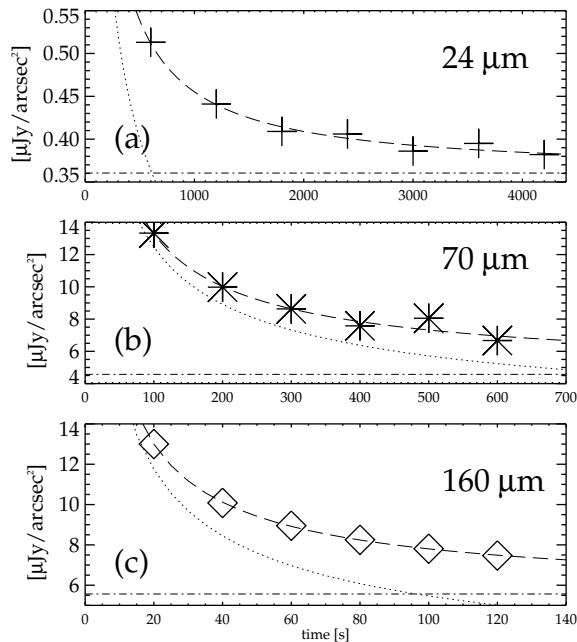 0.55
0.50
0.45
0.40
0.35
[µJy/arcsec²]
24 µm
(a)
0 1000 2000 3000 4000
14
12
10
8
6
4
[µJy/arcsec²]
70 µm
(b)
0 100 200 300 400 500 600 700
14
12
10
8
6
[µJy/arcsec²]
160 µm
(c)
0 20 40 60 80 100 120 140
time [s]